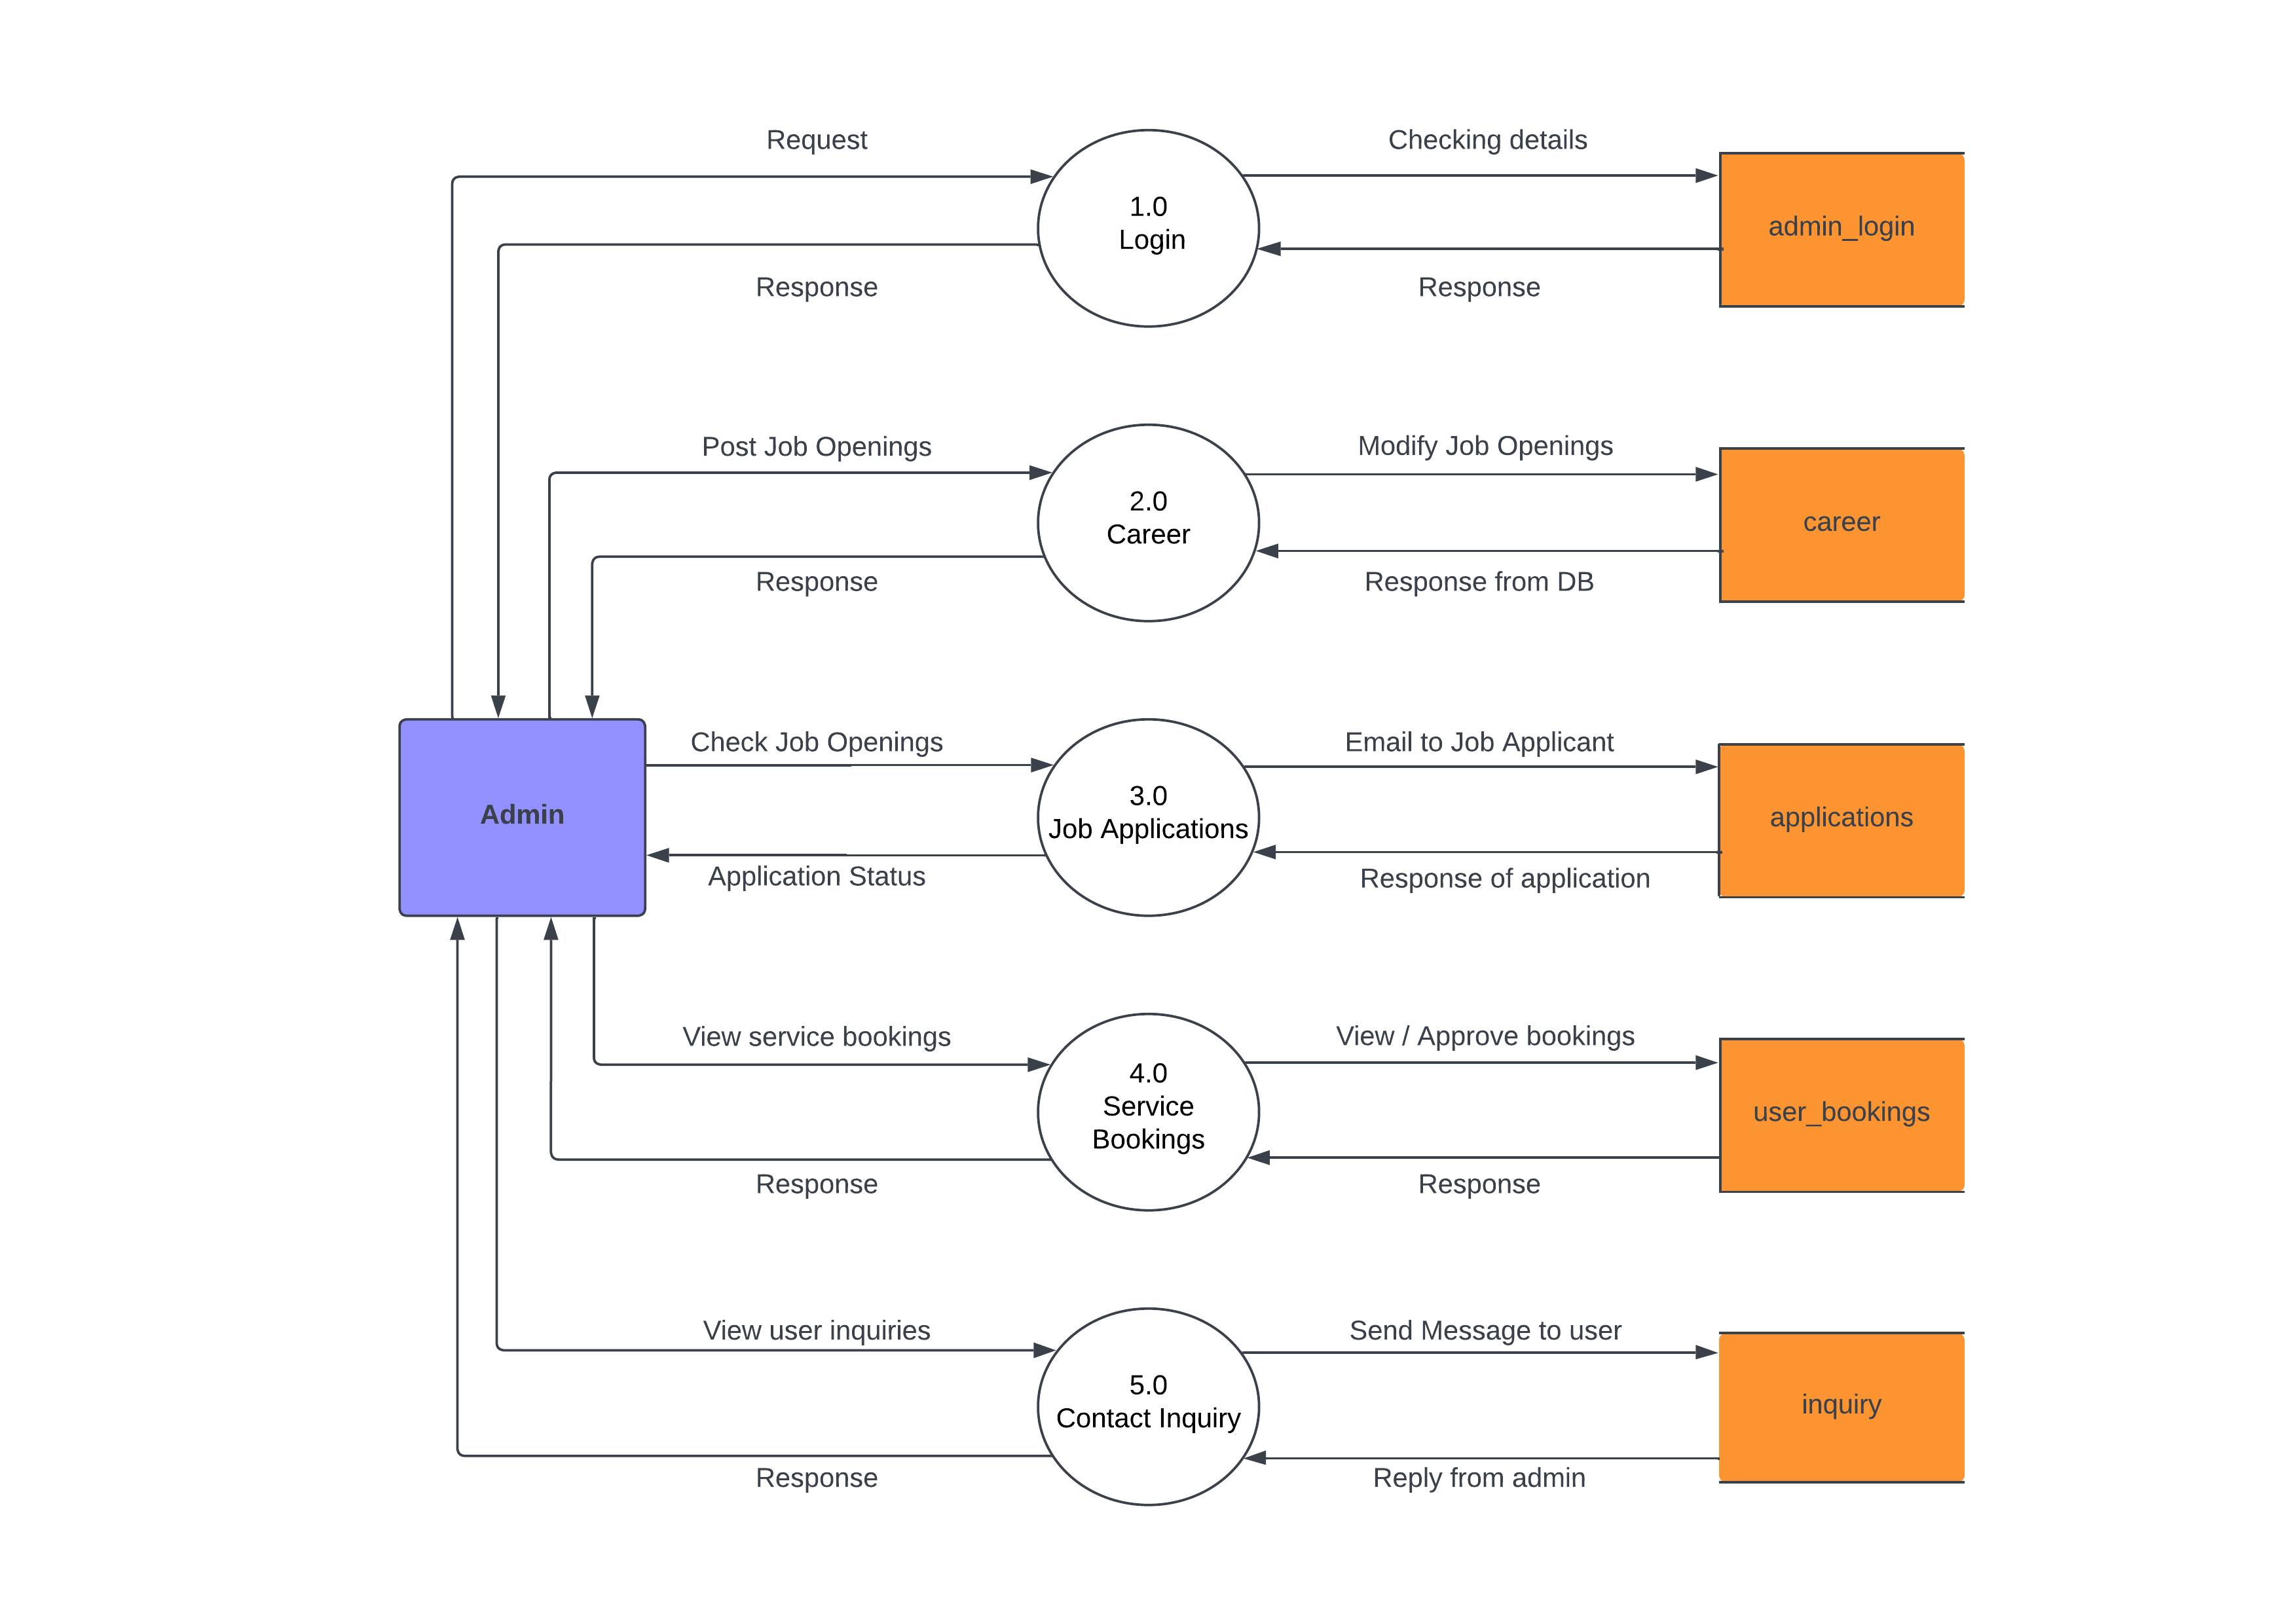 Request
Checking details
1.0
Login
admin_login
Response
Response
Post Job Openings
Modify Job Openings
2.0
Career
career
Response
Response from DB
Check Job Openings
Email to Job Applicant
Admin
3.0
Job Applications
applications
Application Status
Response of application
View service bookings
View / Approve bookings
4.0
Service
Bookings
user_bookings
Response
Response
View user inquiries
Send Message to user
5.0
Contact Inquiry
inquiry
Response
Reply from admin